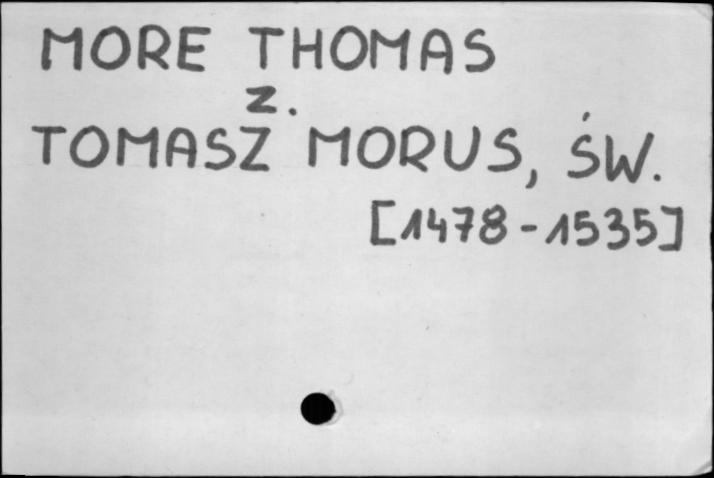 MORE THOMAS
z.
TOMASZ MORUS, ŚW.
[1478-1535]